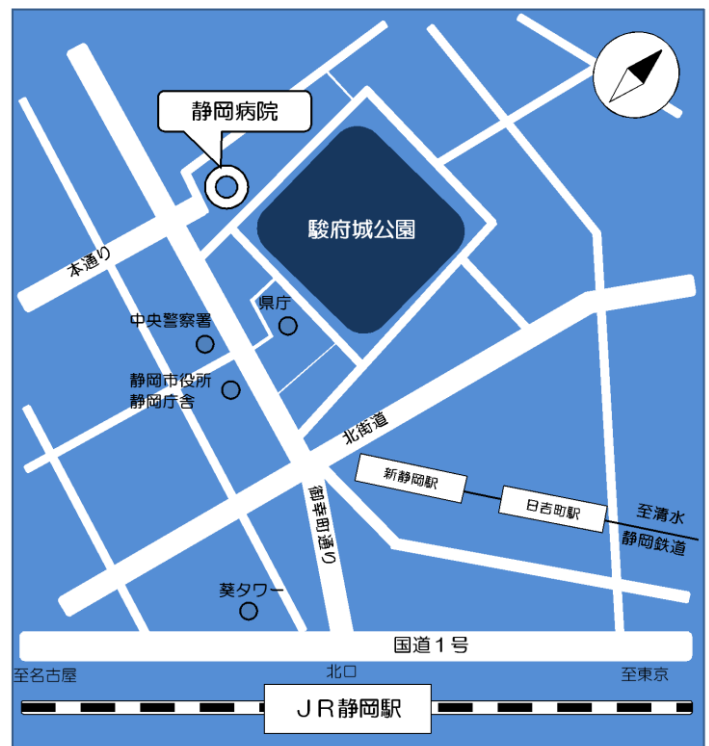 静岡病院
駿府城公園
本通り
県庁
中央警察署
静岡市役所
静岡庁舎
北街道
新静岡駅
日吉町駅
至清水
静岡鉄道
御幸町通り
葵タワー
国道１号
至名古屋
北口
至東京
ＪＲ静岡駅